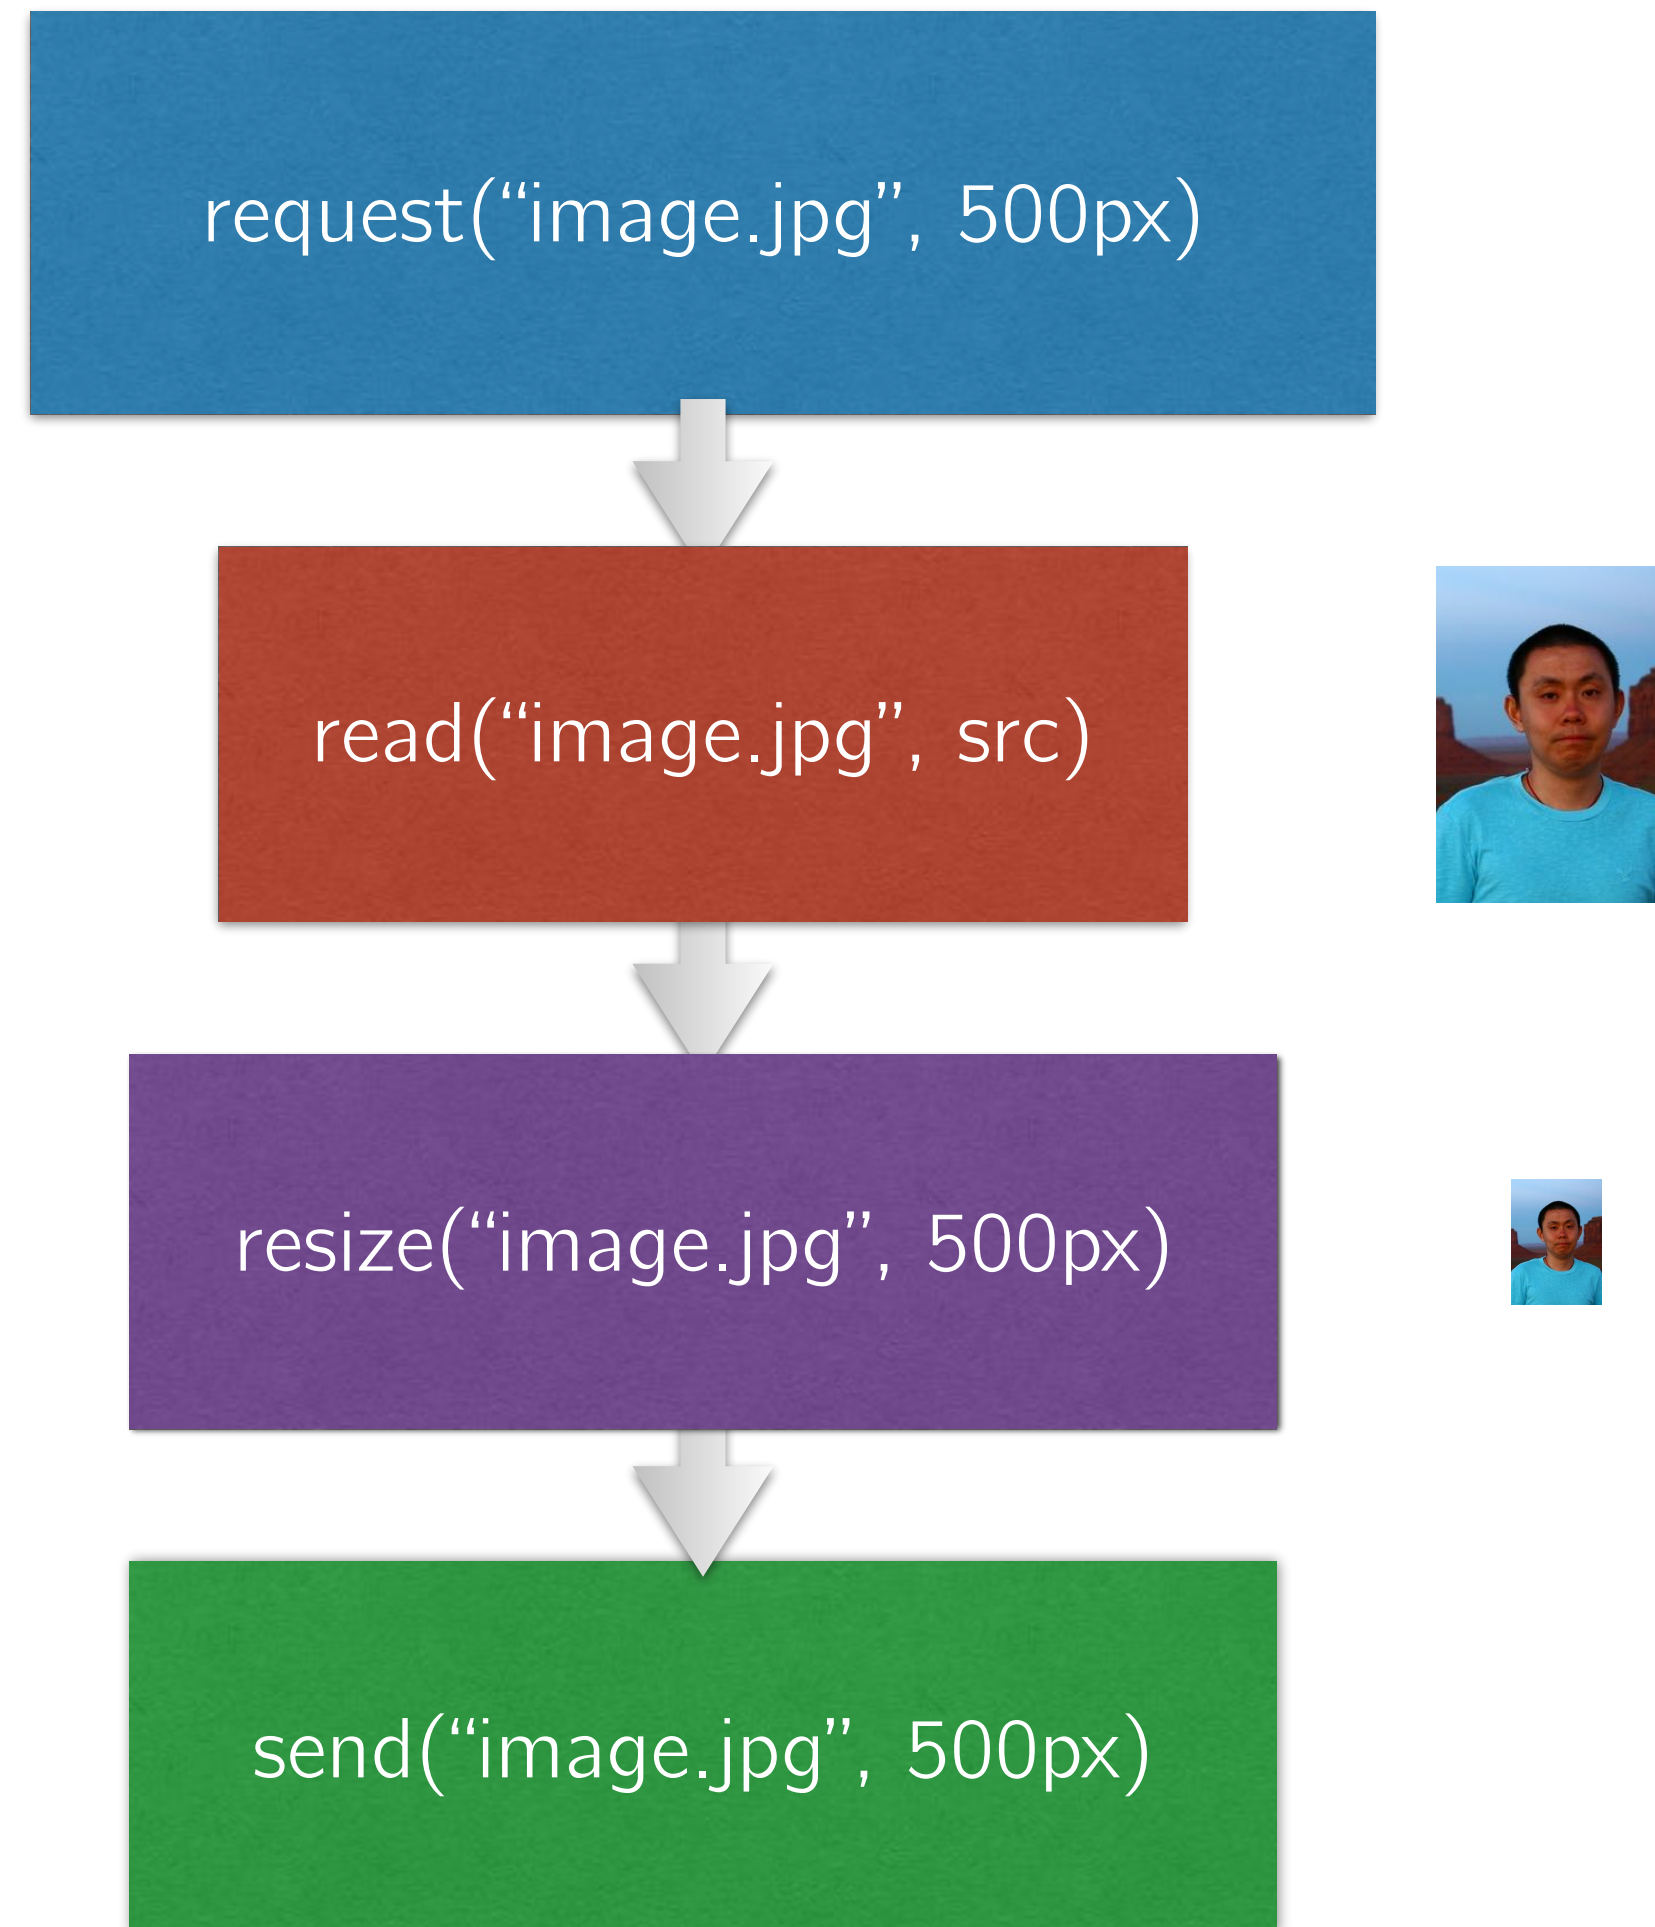 request(“image.jpg”, 500px)
read(“image.jpg”, src)
resize(“image.jpg”, 500px)
send(“image.jpg”, 500px)